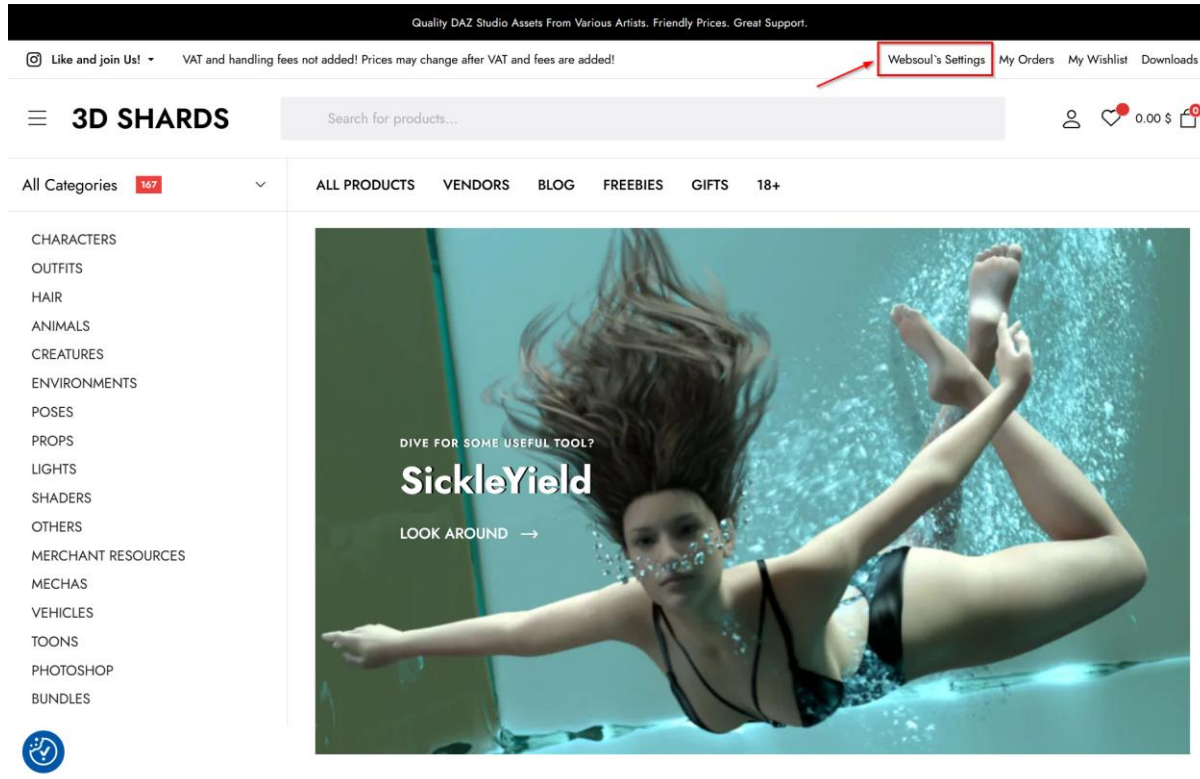 Quality DAZ Studio Assets From Various Artists. Friendly Prices. Great Support.
Like and join Us! VAT and handling fees not added! Prices may change after VAT and fees are added! Websoul`s Settings My Orders My Wishlist Downloads
3D SHARDS Search for products... 0.00 $ 0
All Categories 167 ALL PRODUCTS VENDORS BLOG FREEBIES GIFTS 18+
CHARACTERS
OUTFITS
HAIR
ANIMALS
CREATURES
ENVIRONMENTS
POSES
PROPS
LIGHTS
SHADERS
OTHERS
MERCHANT RESOURCES
MECHAS
VEHICLES
TOONS
PHOTOSHOP
BUNDLES
DIVE FOR SOME USEFUL TOOL?
SickleYield
LOOK AROUND →